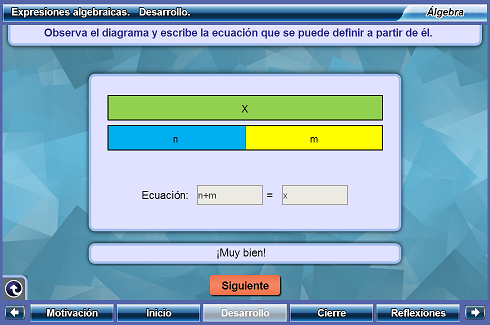 Expresiones algebraicas. Desarrollo.
Álgebra
Observa el diagrama y escribe la ecuación que se puede definir a partir de él.
X
n m
Ecuación: n+m = x
¡Muy bien!
Siguiente
Motivación Inicio Desarrollo Cierre Reflexiones